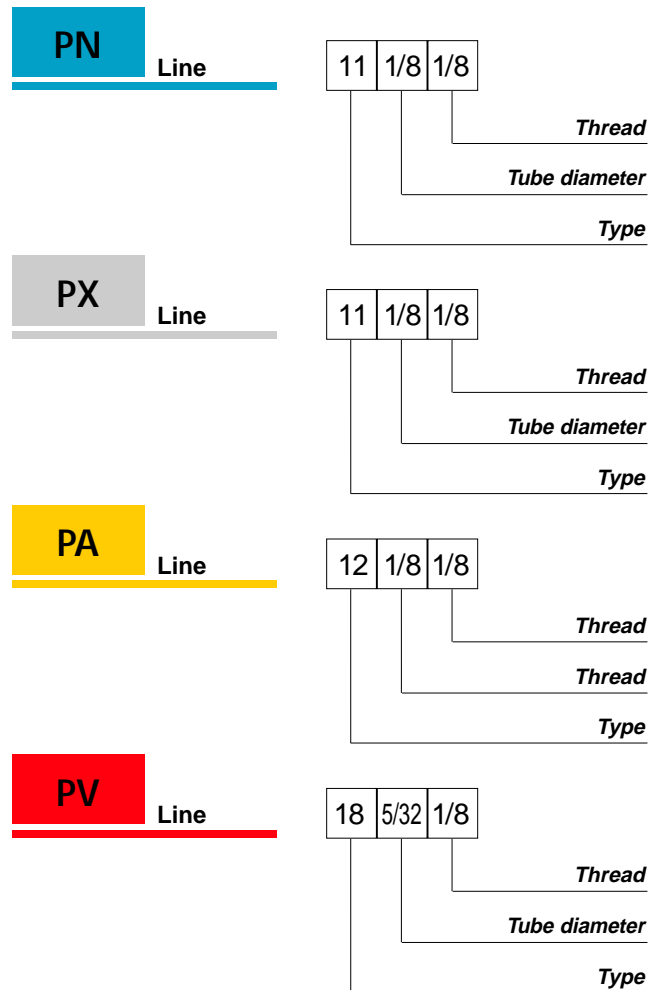 PN
Line
11 1/8 1/8
Thread
Tube diameter
Type
PX
Line
11 1/8 1/8
Thread
Tube diameter
Type
PA
Line
12 1/8 1/8
Thread
Thread
Type
PV
Line
18 5/32 1/8
Thread
Tube diameter
Type